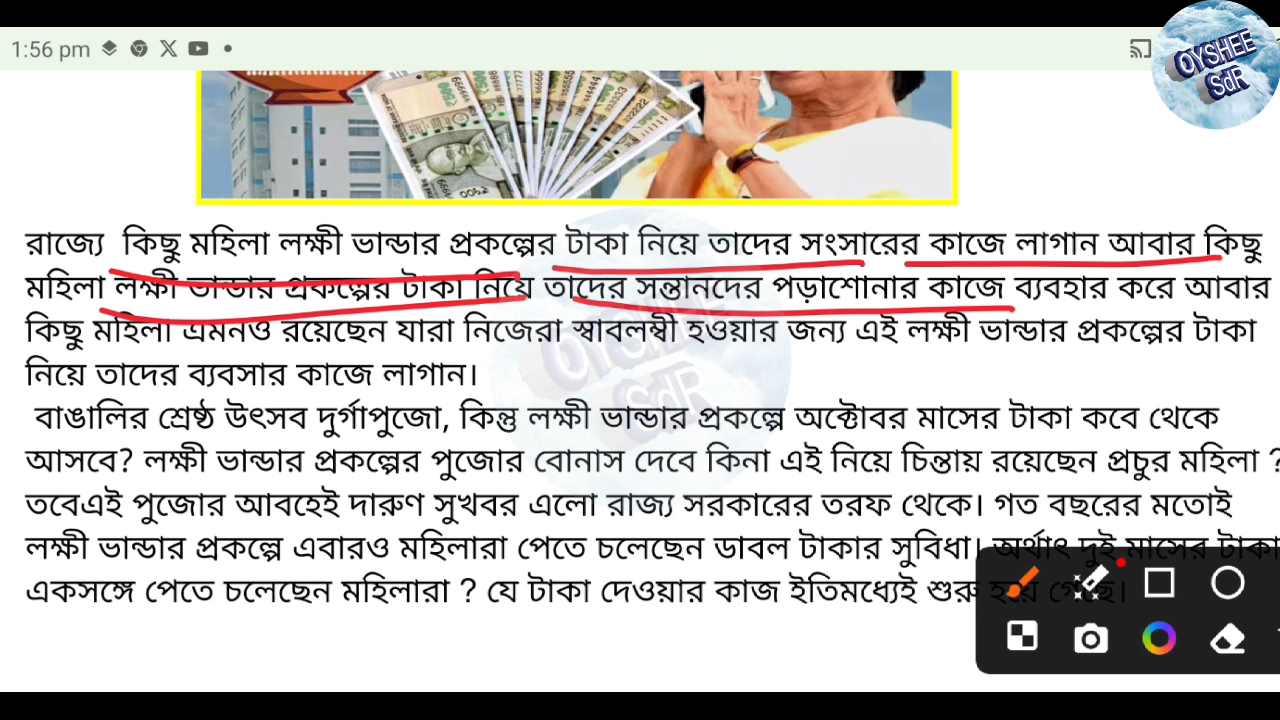 1:56 pm
OYSHEE
SdR
রাজ্যে কিছু মহিলা লক্ষী ভান্ডার প্রকল্পের টাকা নিয়ে তাদের সংসারের কাজে লাগান আবার কিছু
মহিলা লক্ষী ভান্ডার প্রকল্পের টাকা নিয়ে তাদের সন্তানদের পড়াশোনার কাজে ব্যবহার করে আবার
কিছু মহিলা এমনও রয়েছেন যারা নিজেরা স্বাবলম্বী হওয়ার জন্য এই লক্ষী ভান্ডার প্রকল্পের টাকা
নিয়ে তাদের ব্যবসার কাজে লাগান।
বাঙালির শ্রেষ্ঠ উৎসব দুর্গাপুজো, কিন্তু লক্ষী ভান্ডার প্রকল্পে অক্টোবর মাসের টাকা কবে থেকে
আসবে? লক্ষী ভান্ডার প্রকল্পের পুজোর বোনাস দেবে কিনা এই নিয়ে চিন্তায় রয়েছেন প্রচুর মহিলা ?
তবেএই পুজোর আবহেই দারুণ সুখবর এলো রাজ্য সরকারের তরফ থেকে। গত বছরের মতোই
লক্ষী ভান্ডার প্রকল্পে এবারও মহিলারা পেতে চলেছেন ডাবল টাকার সুবিধা। অর্থাৎ দুই মাসের টাকা
একসঙ্গে পেতে চলেছেন মহিলারা ? যে টাকা দেওয়ার কাজ ইতিমধ্যেই শুরু হয়ে গেছে।